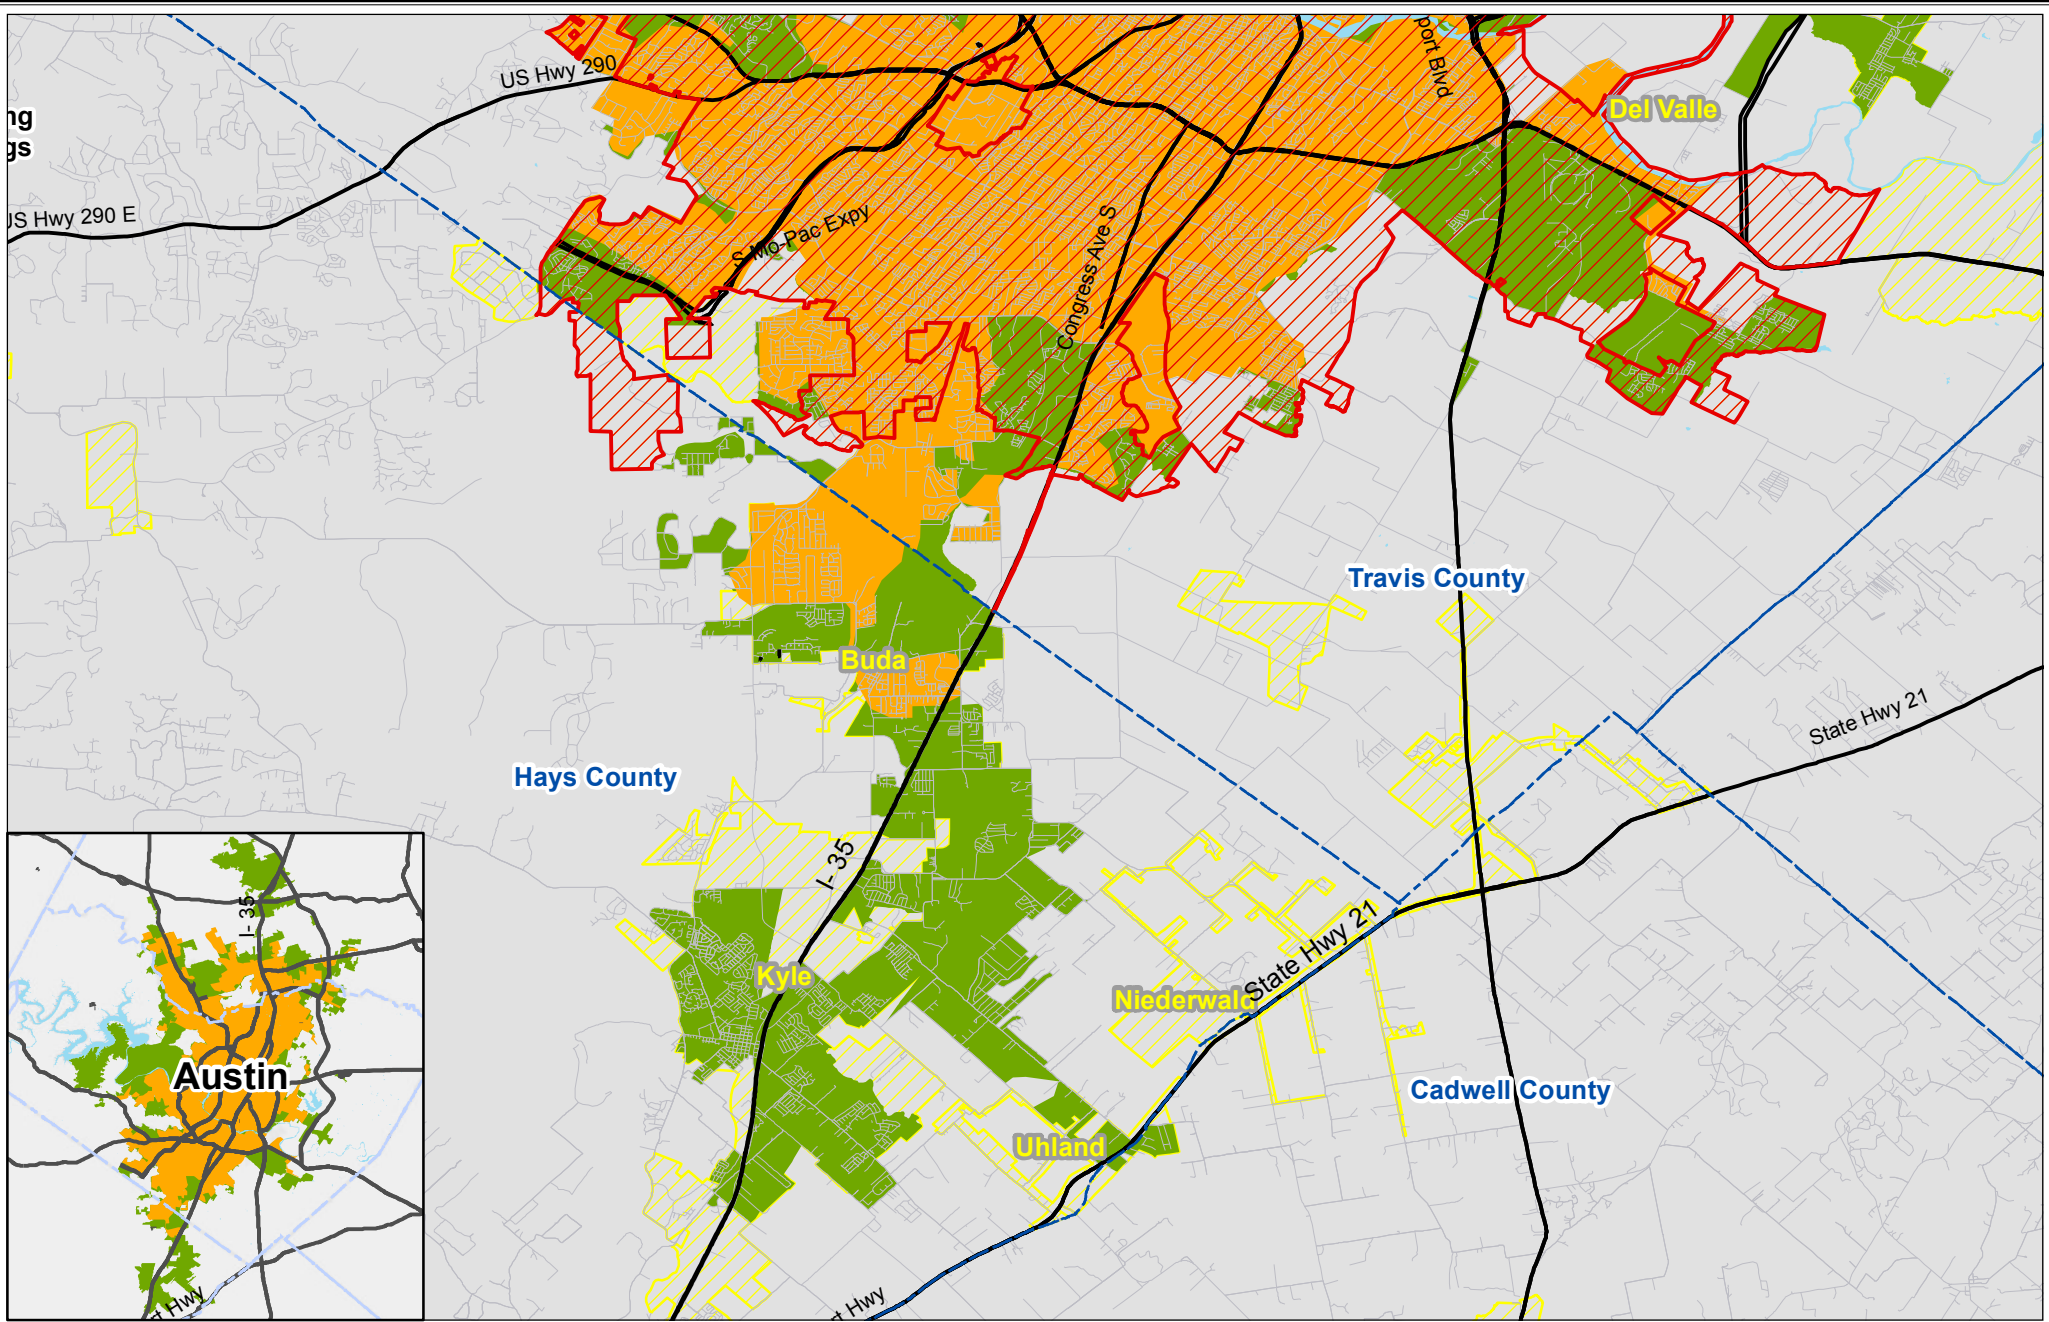 port Blvd
US Hwy 290
Del Valle
ng
gs
US Hwy 290 E
S Mo-Pac Expy
Congress Ave S
Travis County
Buda
State Hwy 21
Hays County
I- 35
I- 35
State Hwy 21
Kyle
Niederwald
Austin
Cadwell County
Uhland
rt Hwy
rt Hwy